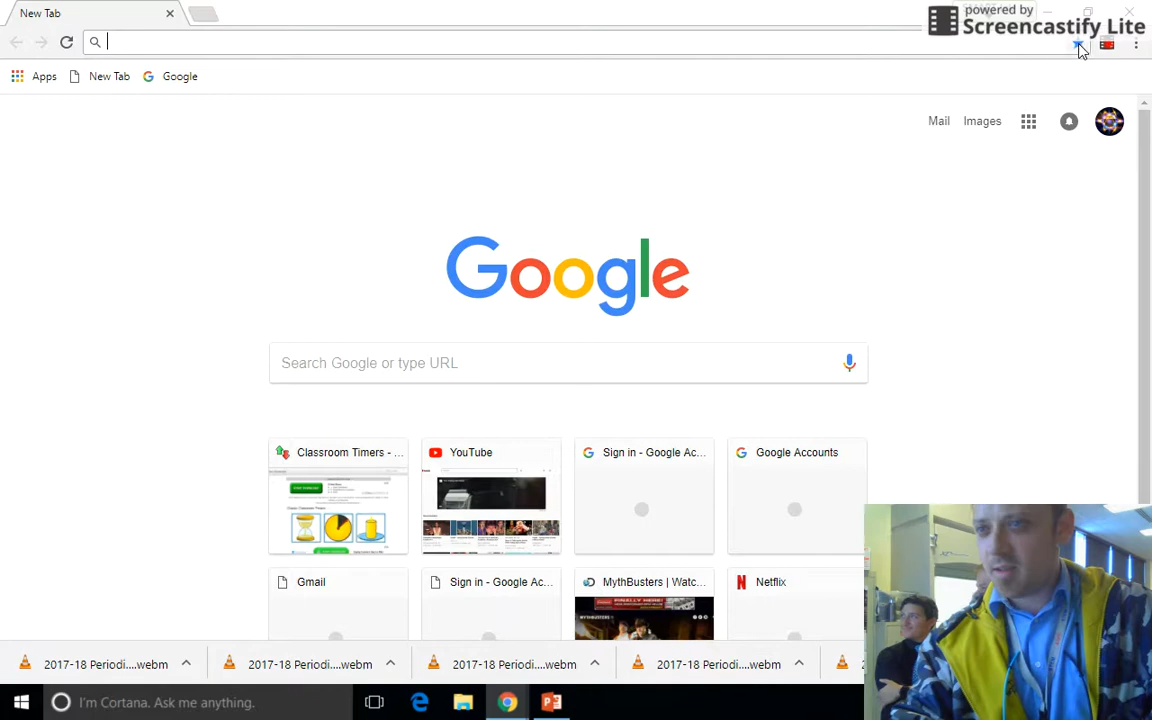 New Tab
powered by
Screencastify Lite
Apps
New Tab
Google
Mail
Images
Google
Search Google or type URL
Classroom Timers - ...
YouTube
Sign in - Google Ac...
Google Accounts
Gmail
Sign in - Google Ac...
MythBusters | Watc...
Netflix
2017-18 Periodi....webm
2017-18 Periodi....webm
2017-18 Periodi....webm
2017-18 Periodi....webm
I'm Cortana. Ask me anything.